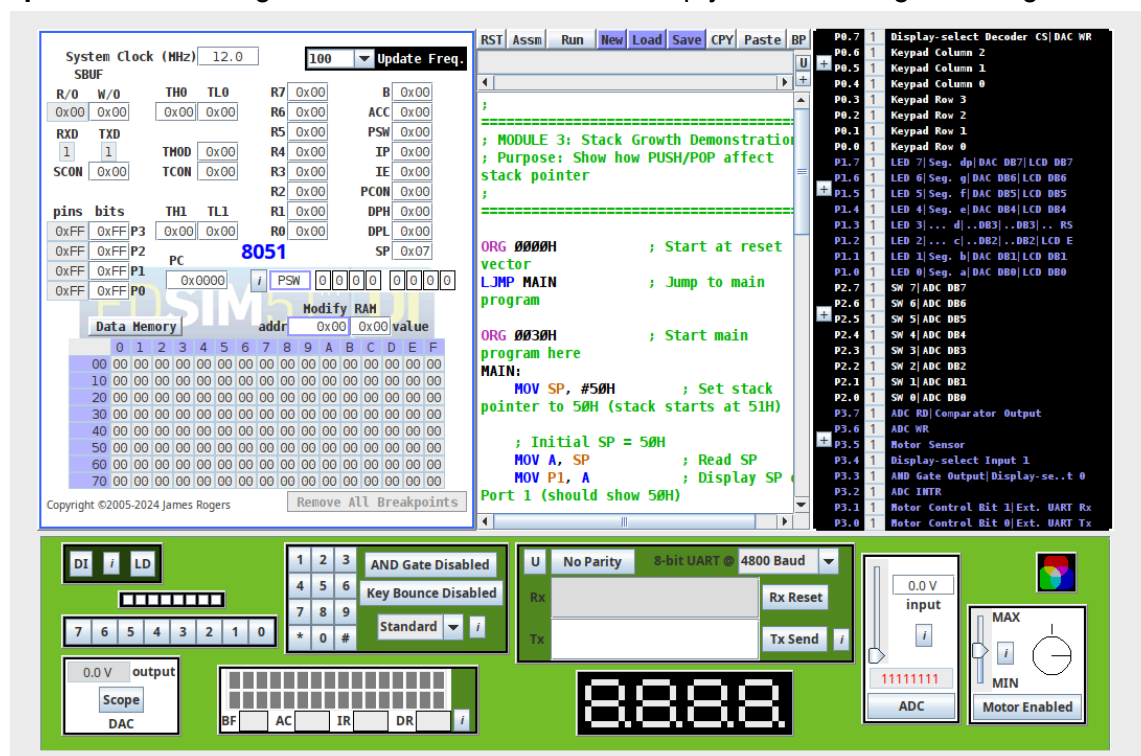 System Clock (MHz) 12.0 100 Update Freq.
SBUF
R/O W/O TH0 TL0 R7 0x00 B 0x00
0x00 0x00 0x00 0x00 R6 0x00 ACC 0x00
RXD TXD R5 0x00 PSW 0x00
1 1 TMOD 0x00 R4 0x00 IP 0x00
SCON 0x00 TCON 0x00 R3 0x00 IE 0x00
R2 0x00 PCON 0x00
pins bits TH1 TL1 R1 0x00 DPH 0x00
0xFF 0xFF P3 0x00 0x00 R0 0x00 DPL 0x00
0xFF 0xFF P2 8051 SP 0x07
0xFF 0xFF P1 PC 0x0000 i PSW 0 0 0 0 0 0 0 0
0xFF 0xFF P0
Modify RAM
Data Memory addr 0x00 0x00 value
0 1 2 3 4 5 6 7 8 9 A B C D E F
00 00 00 00 00 00 00 00 00 00 00 00 00 00 00 00 00
10 00 00 00 00 00 00 00 00 00 00 00 00 00 00 00 00
20 00 00 00 00 00 00 00 00 00 00 00 00 00 00 00 00
30 00 00 00 00 00 00 00 00 00 00 00 00 00 00 00 00
40 00 00 00 00 00 00 00 00 00 00 00 00 00 00 00 00
50 00 00 00 00 00 00 00 00 00 00 00 00 00 00 00 00
60 00 00 00 00 00 00 00 00 00 00 00 00 00 00 00 00
70 00 00 00 00 00 00 00 00 00 00 00 00 00 00 00 00
Copyright ©2005-2024 James Rogers Remove All Breakpoints
RST Assm Run New Load Save CPY Paste BP
U
+
;
==========================================
; MODULE 3: Stack Growth Demonstration
; Purpose: Show how PUSH/POP affect
stack pointer
;
==========================================
ORG 0000H ; Start at reset
vector
LJMP MAIN ; Jump to main
program
ORG 0030H ; Start main
program here
MAIN:
MOV SP, #50H ; Set stack
pointer to 50H (stack starts at 51H)
; Initial SP = 50H
MOV A, SP ; Read SP
MOV P1, A ; Display SP
Port 1 (should show 50H)
P0.7 1 Display-select Decoder CS|DAC WR
P0.6 1 Keypad Column 2
+ P0.5 1 Keypad Column 1
P0.4 1 Keypad Column 0
P0.3 1 Keypad Row 3
P0.2 1 Keypad Row 2
P0.1 1 Keypad Row 1
P0.0 1 Keypad Row 0
P1.7 1 LED 7|Seg. dp|DAC DB7|LCD DB7
P1.6 1 LED 6|Seg. g|DAC DB6|LCD DB6
+ P1.5 1 LED 5|Seg. f|DAC DB5|LCD DB5
P1.4 1 LED 4|Seg. e|DAC DB4|LCD DB4
P1.3 1 LED 3|... d|..DB3|..DB3|.. RS
P1.2 1 LED 2|... c|..DB2|..DB2|LCD E
P1.1 1 LED 1|Seg. b|DAC DB1|LCD DB1
P1.0 1 LED 0|Seg. a|DAC DB0|LCD DB0
P2.7 1 SW 7|ADC DB7
P2.6 1 SW 6|ADC DB6
+ P2.5 1 SW 5|ADC DB5
P2.4 1 SW 4|ADC DB4
P2.3 1 SW 3|ADC DB3
P2.2 1 SW 2|ADC DB2
P2.1 1 SW 1|ADC DB1
P2.0 1 SW 0|ADC DB0
P3.7 1 ADC RD|Comparator Output
P3.6 1 ADC WR
+ P3.5 1 Motor Sensor
P3.4 1 Display-select Input 1
P3.3 1 AND Gate Output|Display-se..t 0
P3.2 1 ADC INTR
P3.1 1 Motor Control Bit 1|Ext. UART Rx
P3.0 1 Motor Control Bit 0|Ext. UART Tx
DI i LD
7 6 5 4 3 2 1 0
1 2 3
4 5 6
7 8 9
* 0 #
AND Gate Disabled
Key Bounce Disabled
Standard i
U No Parity 8-bit UART @ 4800 Baud
Rx Rx Reset
Tx Tx Send i
0.0 V
input
i
11111111
ADC
MAX
i
MIN
Motor Enabled
0.0 V output
Scope
DAC
BF AC IR DR i
8.8.8.8.